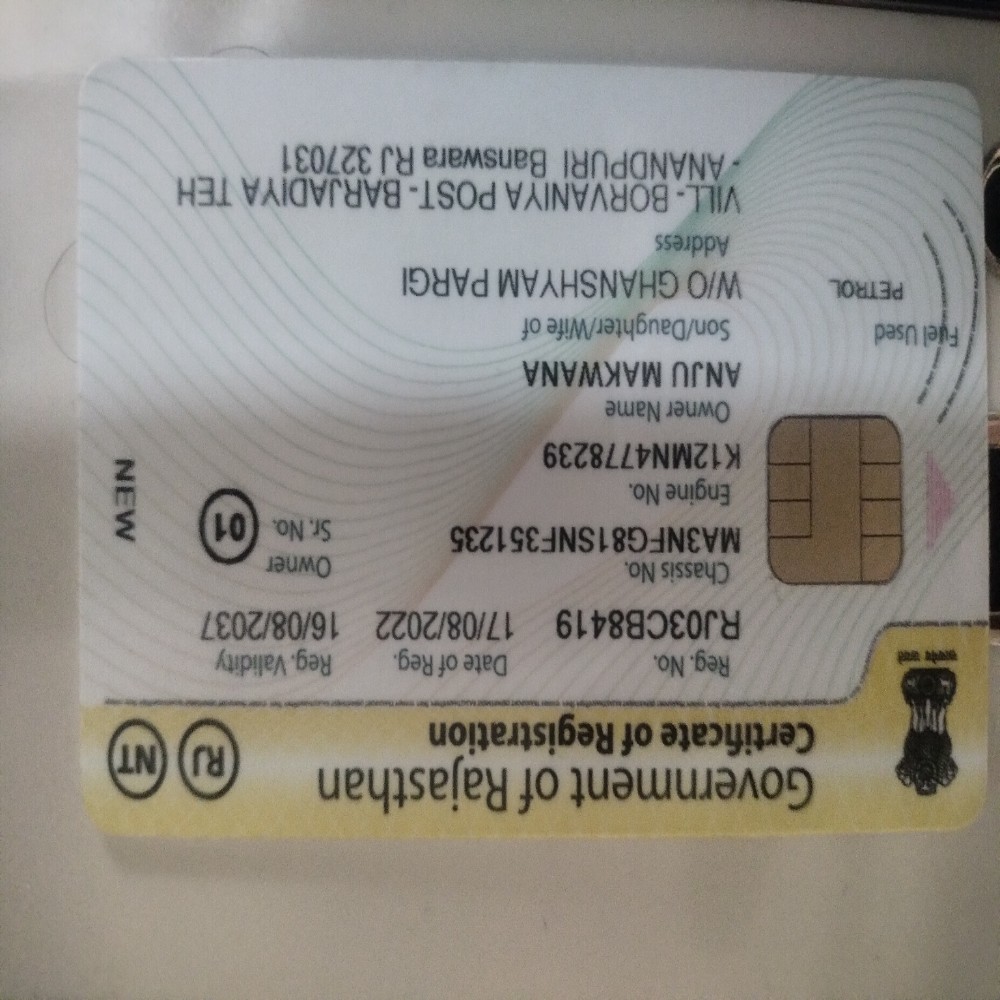 Government of Rajasthan
Certificate of Registration
RJ NT
Reg. No. Date of Reg. Reg. Validity
RJ03CB8419 17/08/2022 16/08/2037
Chassis No.
MA3NFG81SNF351235
Owner
Sr. No. 01
Engine No.
K12MN4778239
NEW
Owner Name
ANJU MAKWANA
Fuel Used
PETROL
Son/Daughter/Wife of
W/O GHANSHYAM PARGI
Address
VILL- BORVANIYA POST- BARJADIYA TEH
- ANANDPURI Banswara RJ 327031